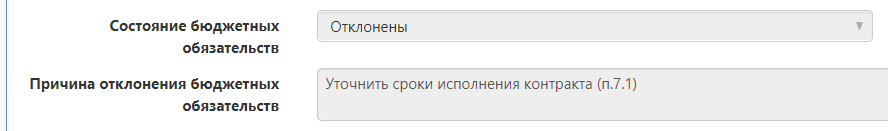 Состояние бюджетных
обязательств
Отклонены
Причина отклонения бюджетных
обязательств
Уточнить сроки исполнения контракта (п.7.1)